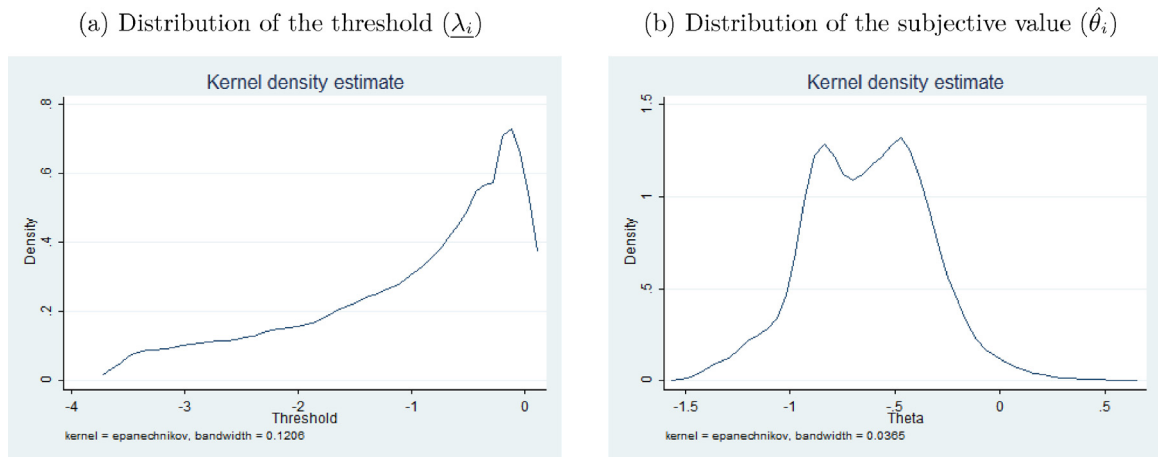 (a) Distribution of the threshold (λᵢ)
Kernel density estimate
.8
.6
.4
.2
0
Density
-4 -3 -2 -1 0
Threshold
kernel = epanechnikov, bandwidth = 0.1206
(b) Distribution of the subjective value (θ̂ᵢ)
Kernel density estimate
1.5
1
.5
0
Density
-1.5 -1 -.5 0 .5
Theta
kernel = epanechnikov, bandwidth = 0.0365